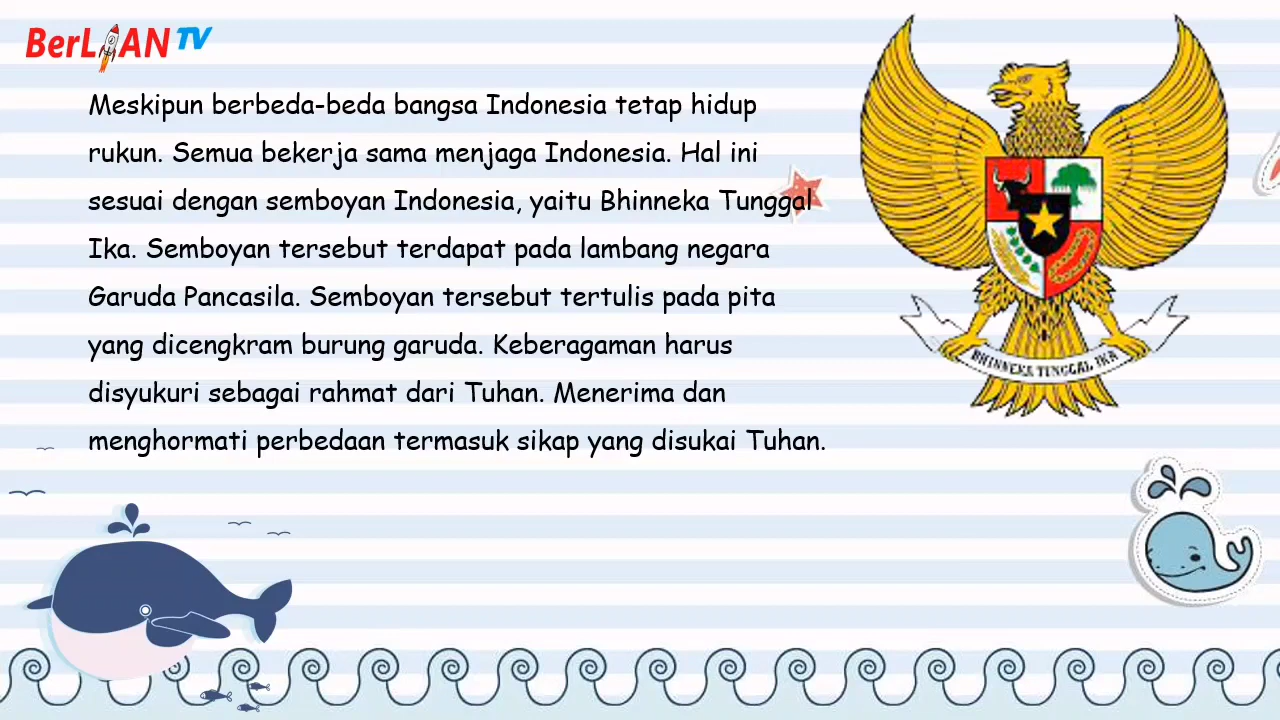 BerLIAN TV
Meskipun berbeda-beda bangsa Indonesia tetap hidup
rukun. Semua bekerja sama menjaga Indonesia. Hal ini
sesuai dengan semboyan Indonesia, yaitu Bhinneka Tunggal
Ika. Semboyan tersebut terdapat pada lambang negara
Garuda Pancasila. Semboyan tersebut tertulis pada pita
yang dicengkram burung garuda. Keberagaman harus
disyukuri sebagai rahmat dari Tuhan. Menerima dan
menghormati perbedaan termasuk sikap yang disukai Tuhan.
BHINNEKA TUNGGAL IKA